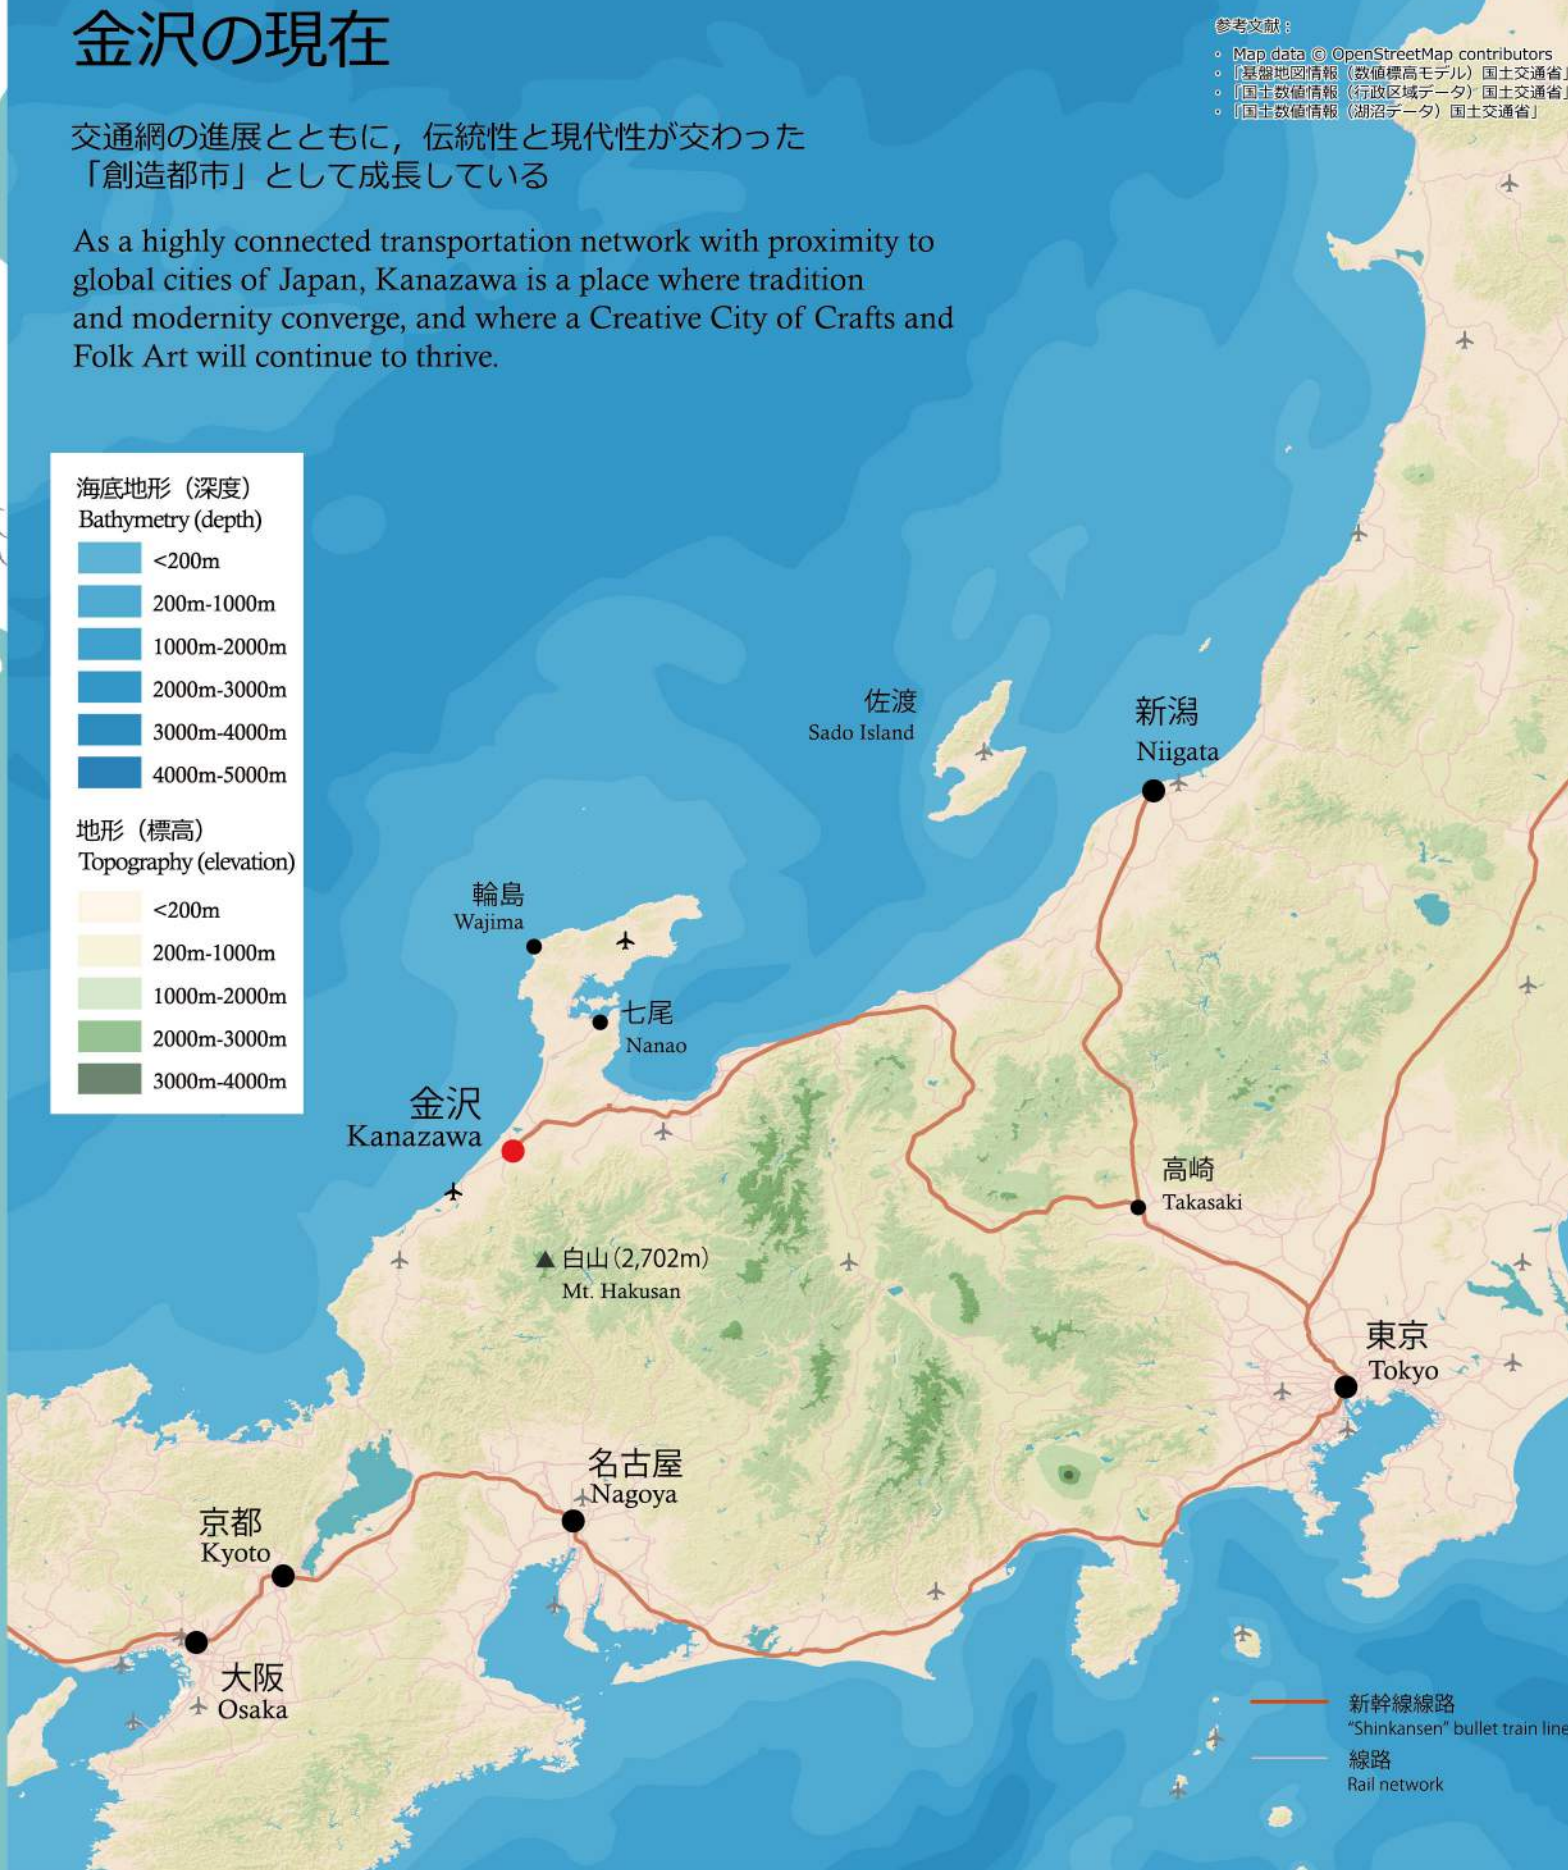 金沢の現在
交通網の進展とともに，伝統性と現代性が交わった
「創造都市」として成長している
As a highly connected transportation network with proximity to
global cities of Japan, Kanazawa is a place where tradition
and modernity converge, and where a Creative City of Crafts and
Folk Art will continue to thrive.
参考文献：
・ Map data © OpenStreetMap contributors
・「基盤地図情報（数値標高モデル）国土交通省」
・「国土数値情報（行政区域データ）国土交通省」
・「国土数値情報（湖沼データ）国土交通省」
海底地形（深度）
Bathymetry (depth)
<200m
200m-1000m
1000m-2000m
2000m-3000m
3000m-4000m
4000m-5000m
地形（標高）
Topography (elevation)
<200m
200m-1000m
1000m-2000m
2000m-3000m
3000m-4000m
佐渡
Sado Island
新潟
Niigata
輪島
Wajima
七尾
Nanao
金沢
Kanazawa
高崎
Takasaki
▲ 白山（2,702m）
Mt. Hakusan
東京
Tokyo
名古屋
Nagoya
京都
Kyoto
大阪
Osaka
新幹線線路
“Shinkansen” bullet train line
線路
Rail network